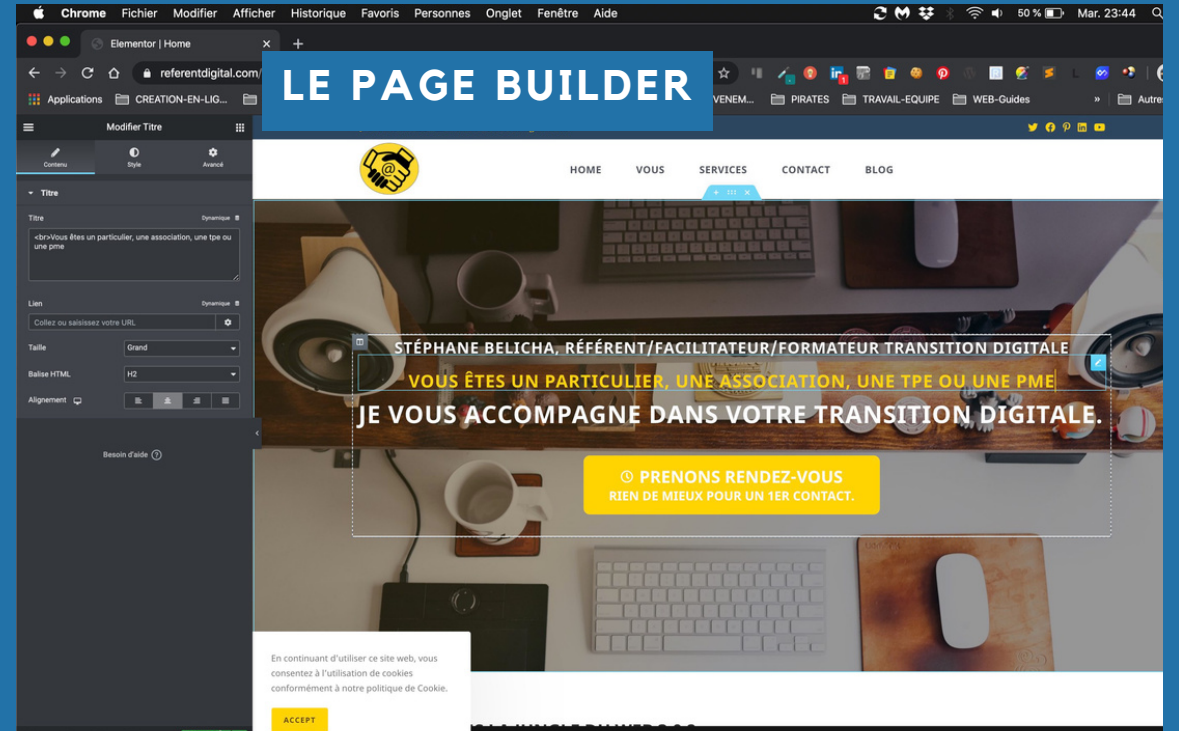 Chrome Fichier Modifier Afficher Historique Favoris Personnes Onglet Fenêtre Aide 50 % Mar. 23:44
Elementor | Home
referentdigital.com/
LE PAGE BUILDER
Applications CREATION-EN-LIG... VENEM... PIRATES TRAVAIL-EQUIPE WEB-Guides » Autre
Modifier Titre
Contenu Style Avancé
Titre
Titre Dynamique
<br>Vous êtes un particulier, une association, une tpe ou
une pme
Lien Dynamique
Collez ou saisissez votre URL
Taille Grand
Balise HTML H2
Alignement
Besoin d'aide
HOME VOUS SERVICES CONTACT BLOG
STÉPHANE BELICHA, RÉFÉRENT/FACILITATEUR/FORMATEUR TRANSITION DIGITALE
VOUS ÊTES UN PARTICULIER, UNE ASSOCIATION, UNE TPE OU UNE PME
JE VOUS ACCOMPAGNE DANS VOTRE TRANSITION DIGITALE.
PRENONS RENDEZ-VOUS
RIEN DE MIEUX POUR UN 1ER CONTACT.
En continuant d'utiliser ce site web, vous
consentez à l'utilisation de cookies
conformément à notre politique de Cookie.
ACCEPT